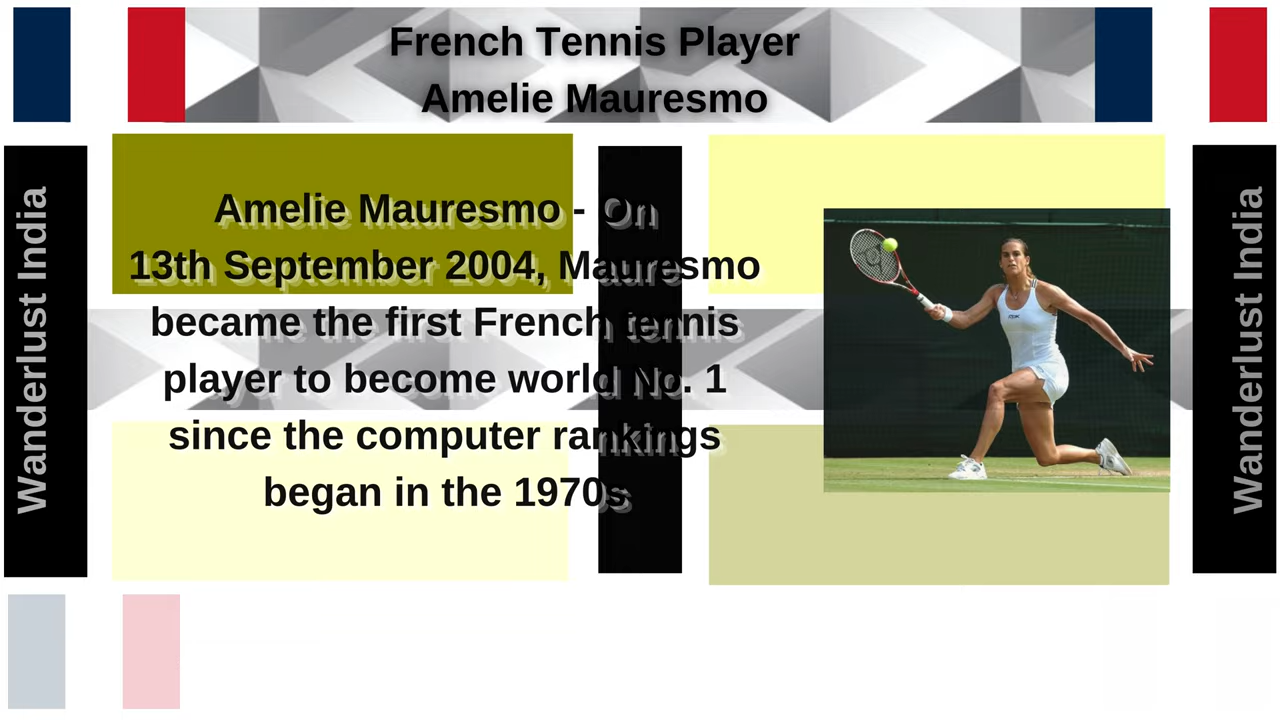 French Tennis Player
Amelie Mauresmo
Wanderlust India
Amelie Mauresmo - On
13th September 2004, Mauresmo
became the first French tennis
player to become world No. 1
since the computer rankings
began in the 1970s
Wanderlust India